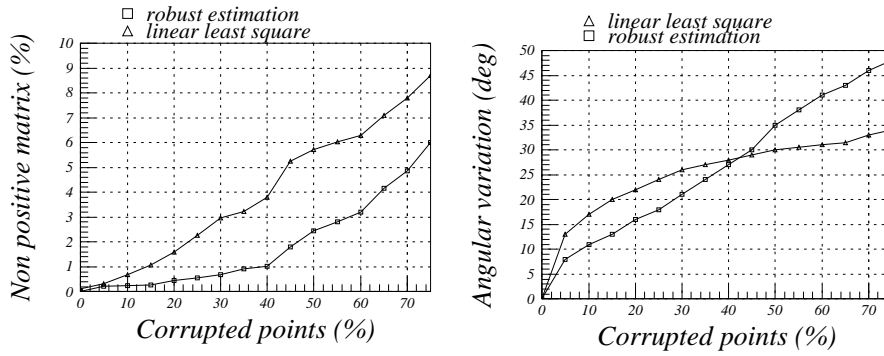 robust estimation
linear least square
Non positive matrix (%)
10
9
8
7
6
5
4
3
2
1
0
0 10 20 30 40 50 60 70
Corrupted points (%)
linear least square
robust estimation
Angular variation (deg)
50
45
40
35
30
25
20
15
10
5
0
0 10 20 30 40 50 60 70
Corrupted points (%)